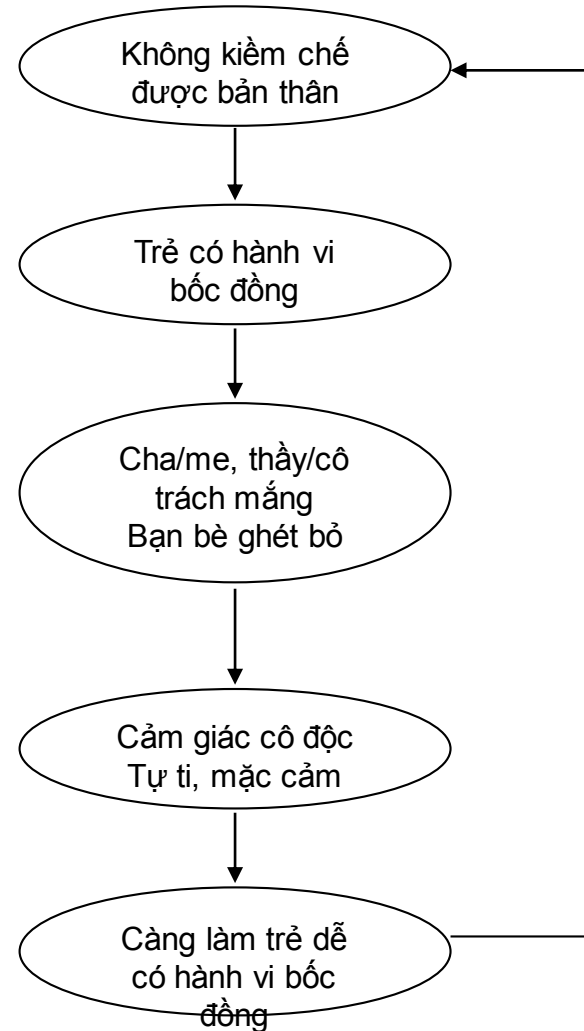 Không kiềm chế
được bản thân
Trẻ có hành vi
bốc đồng
Cha/me, thầy/cô
trách mắng
Bạn bè ghét bỏ
Cảm giác cô độc
Tự ti, mặc cảm
Càng làm trẻ dễ
có hành vi bốc
đồng